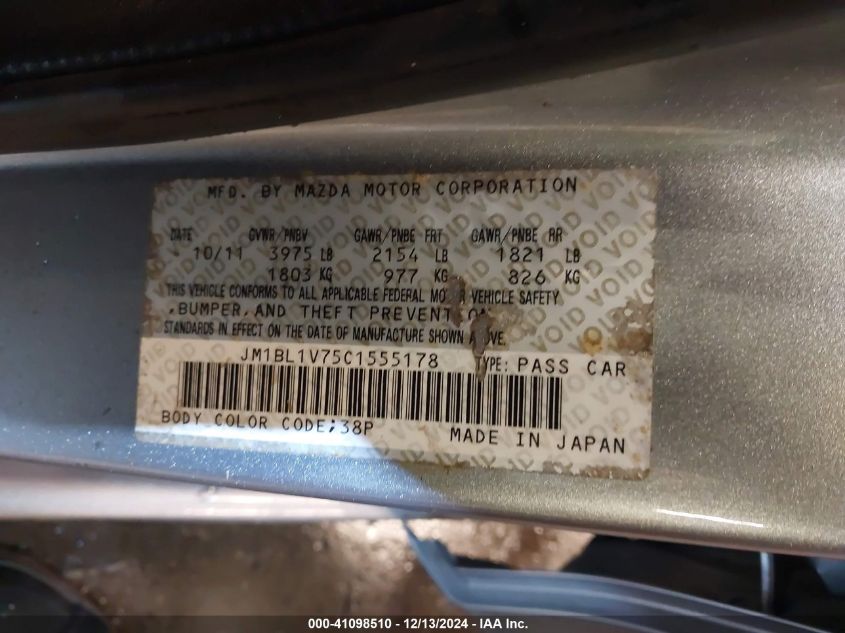 MFD. BY MAZDA MOTOR CORPORATION
DATE GVWR/PNBV GAWR/PNBE FRT GAWR/PNBE RR
10/11 3975 LB 2154 LB 1821 LB
1803 KG 977 KG 826 KG
THIS VEHICLE CONFORMS TO ALL APPLICABLE FEDERAL VEHICLE SAFETY
,BUMPER,AND THEFT
STANDARDS IN EFFECT ON THE DATE OF MANUFACTURE SHOWN
JM1BL1V75C1555178 TYPE: PASS CAR
BODY COLOR CODE;38P MADE IN JAPAN
000-41098510 - 12/13/2024 - IAA Inc.